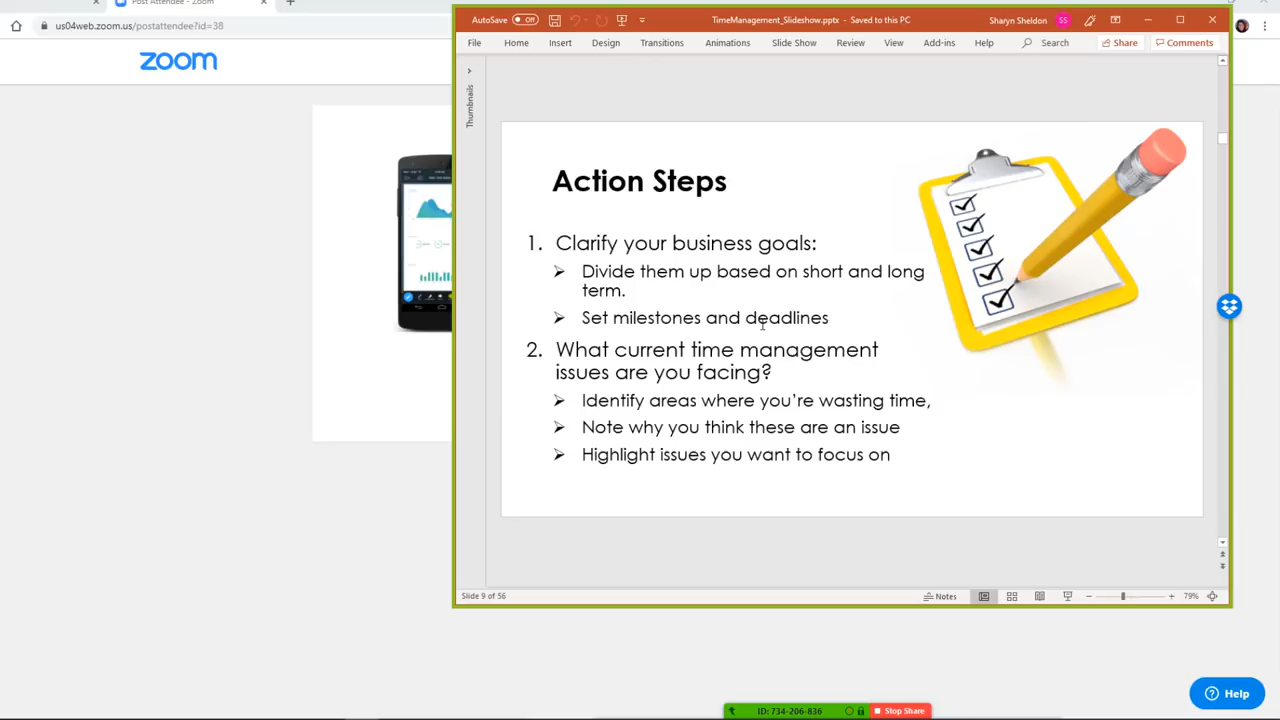 Post Attendee - Zoom
us04web.zoom.us/postattendee?id=38
zoom
AutoSave Off
TimeManagement_Slideshow.pptx - Saved to this PC
Sharyn Sheldon SS
File Home Insert Design Transitions Animations Slide Show Review View Add-ins Help Search Share Comments
Thumbnails
Action Steps
1. Clarify your business goals:
Divide them up based on short and long
term.
Set milestones and deadlines
2. What current time management
issues are you facing?
Identify areas where you're wasting time,
Note why you think these are an issue
Highlight issues you want to focus on
Slide 9 of 56
Notes
79%
Help
ID: 734-206-836
Stop Share